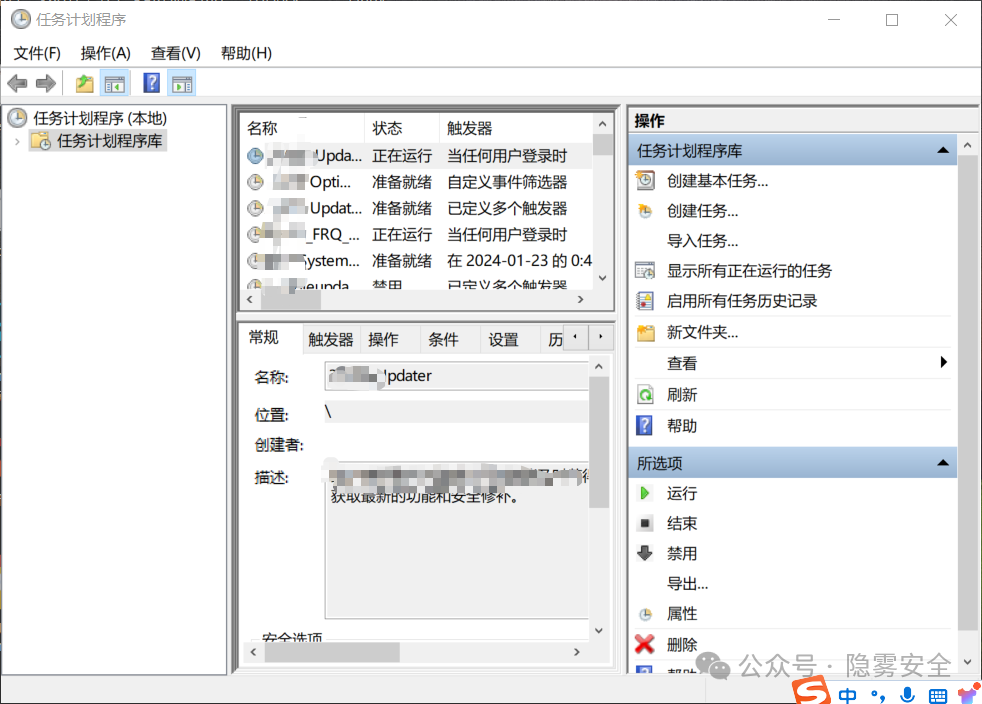 任务计划程序
文件(F) 操作(A) 查看(V) 帮助(H)
任务计划程序 (本地)
任务计划程序库
名称 状态 触发器
Upda... 正在运行 当任何用户登录时
Opti... 准备就绪 自定义事件筛选器
Updat... 准备就绪 已定义多个触发器
_FRQ_... 正在运行 当任何用户登录时
System... 准备就绪 在 2024-01-23 的 0:4
eupda 禁用 已定义多个触发器
常规 触发器 操作 条件 设置 历
名称: Updater
位置: \
创建者:
描述:
获取最新的功能和安全修补。
安全选项
操作
任务计划程序库
创建基本任务...
创建任务...
导入任务...
显示所有正在运行的任务
启用所有任务历史记录
新文件夹...
查看
刷新
帮助
所选项
运行
结束
禁用
导出...
属性
删除
帮助
公众号 · 隐雾安全
中